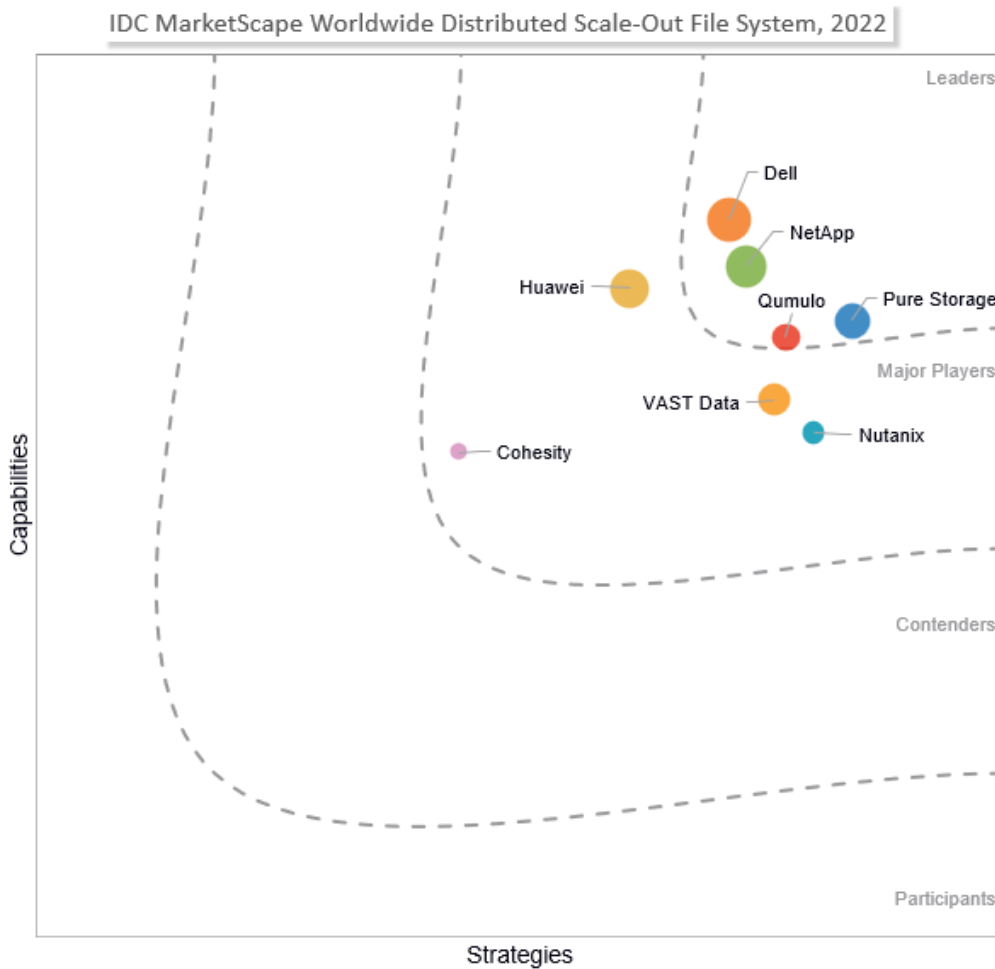 IDC MarketScape Worldwide Distributed Scale-Out File System, 2022
Leaders
Dell
NetApp
Huawei
Qumulo
Pure Storage
Major Players
VAST Data
Nutanix
Cohesity
Capabilities
Contenders
Participants
Strategies